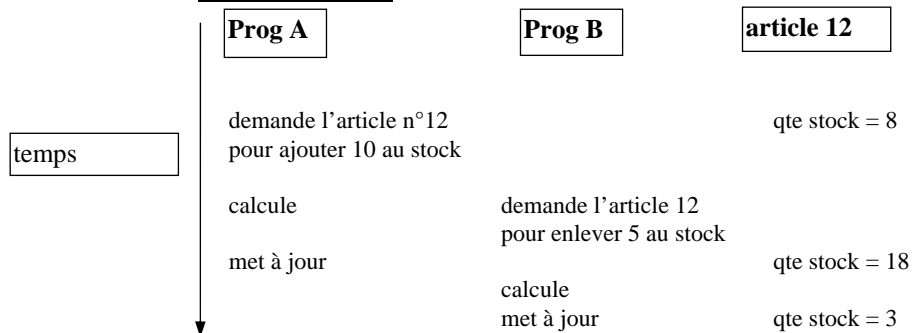 Prog A Prog B article 12
demande l’article n°12 qte stock = 8
pour ajouter 10 au stock
temps
calcule demande l’article 12
pour enlever 5 au stock
met à jour qte stock = 18
calcule
met à jour qte stock = 3